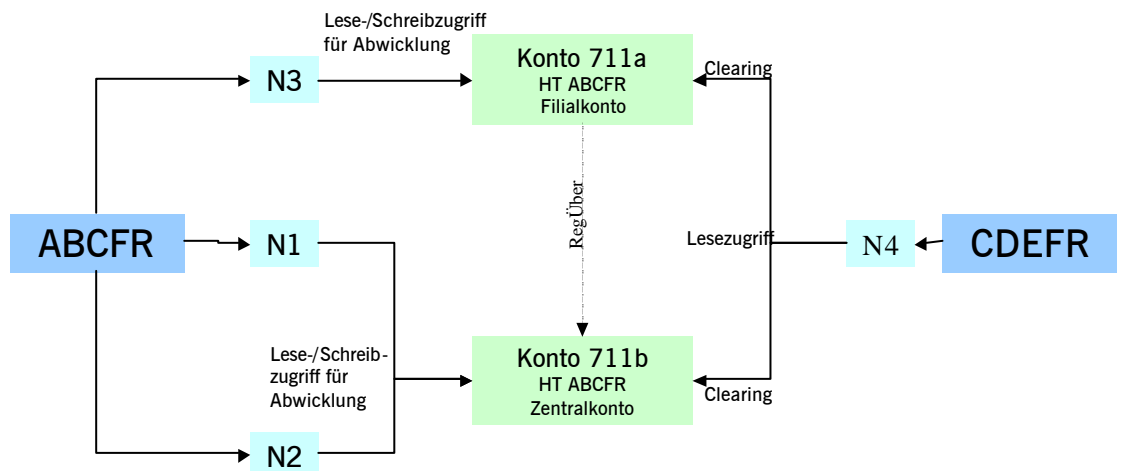 Lese-/Schreibzugriff
für Abwicklung
N3
Konto 711a
HT ABCFR
Filialkonto
Clearing
RegÜber
ABCFR
N1
Lesezugriff
N4
CDEFR
Lese-/Schreib-
zugriff für
Abwicklung
Konto 711b
HT ABCFR
Zentralkonto
Clearing
N2